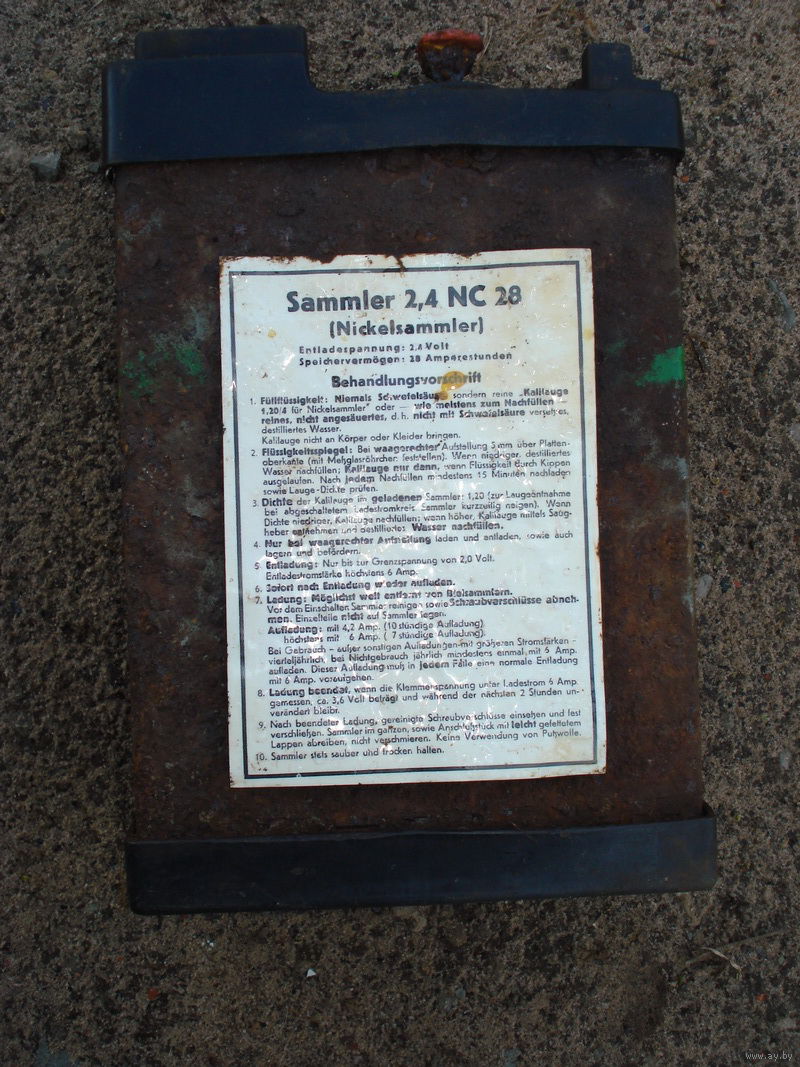 Sammler 2,4 NC 28
(Nickelsammler)
Entladespannung: 2.4 Volt
Speichervermögen: 28 Amperestunden
Behandlungsvorschrift
1. Füllflüssigkeit: Niemals Schwefelsäure sondern reine „Kalilauge
1,20/4 für Nickelsammler" oder — wie meistens zum Nachfüllen —
reines, nicht angesäuertes, d. h. nicht mit Schwefelsäure versetztes,
destilliertes Wasser.
Kalilauge nicht an Körper oder Kleider bringen.
2. Flüssigkeitsspiegel: Bei waagerechter Aufstellung 5 mm über Platten-
oberkante (mit Meßglasröhrchen feststellen). Wenn niedriger, destilliertes
Wasser nachfüllen; Kalilauge nur dann, wenn Flüssigkeit durch Kippen
ausgelaufen. Nach jedem Nachfüllen mindestens 15 Minuten nachladen
sowie Lauge-Dichte prüfen.
3. Dichte der Kalilauge im geladenen Sammler: 1,20 (zur Laugeentnahme
bei abgeschaltetem Ladestromkreis Sammler kurzzeitig neigen). Wenn
Dichte niedriger, Kalilauge nachfüllen; wenn höher, Kalilauge mittels Saug-
heber entnehmen und destilliertes Wasser nachfüllen.
4. Nur bei waagerechter Aufstellung laden und entladen, sowie auch
lagern und befördern.
5. Entladung: Nur bis zur Grenzspannung von 2,0 Volt.
Entladestromstärke höchstens 6 Amp.
6. Sofort nach Entladung wieder aufladen.
7. Ladung: Möglichst weit entfernt von Bleisammlern.
Vor dem Einschalten Sammler reinigen sowie Schraubverschlüsse abneh-
men. Einzelteile nicht auf Sammler legen.
Aufladung: mit 4,2 Amp. (10 stündige Aufladung)
höchstens mit 6 Amp. ( 7 stündige Aufladung).
Bei Gebrauch – außer sonstigen Aufladungen mit größeren Stromstärken –
vierteljährlich, bei Nichtgebrauch jährlich mindestens einmal mit 6 Amp.
aufladen. Dieser Aufladung muß in jedem Falle eine normale Entladung
mit 6 Amp. vorausgehen.
8. Ladung beendet, wenn die Klemmenspannung unter Ladestrom 6 Amp.
gemessen, ca. 3,6 Volt beträgt und während der nächsten 2 Stunden un-
verändert bleibt.
9. Nach beendeter Ladung, gereinigte Schraubverschlüsse einsetzen und fest
verschließen. Sammler im ganzen, sowie Anschlußstück mit leicht gefettetem
Lappen abreiben, nicht verschmieren. Keine Verwendung von Putzwolle.
10. Sammler stets sauber und trocken halten.
www.ay.by